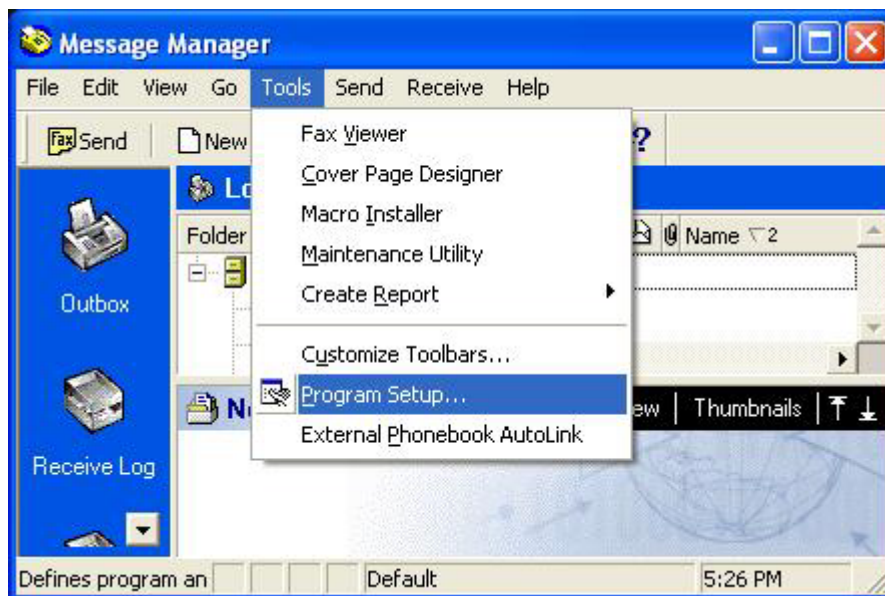 Message Manager
File Edit View Go Tools Send Receive Help
Fax Send New ?
Fax Viewer
Cover Page Designer
Macro Installer
Maintenance Utility
Create Report
Customize Toolbars...
Program Setup...
External Phonebook AutoLink
Folder
Name 2
Outbox
Receive Log
Thumbnails
Defines program an Default 5:26 PM